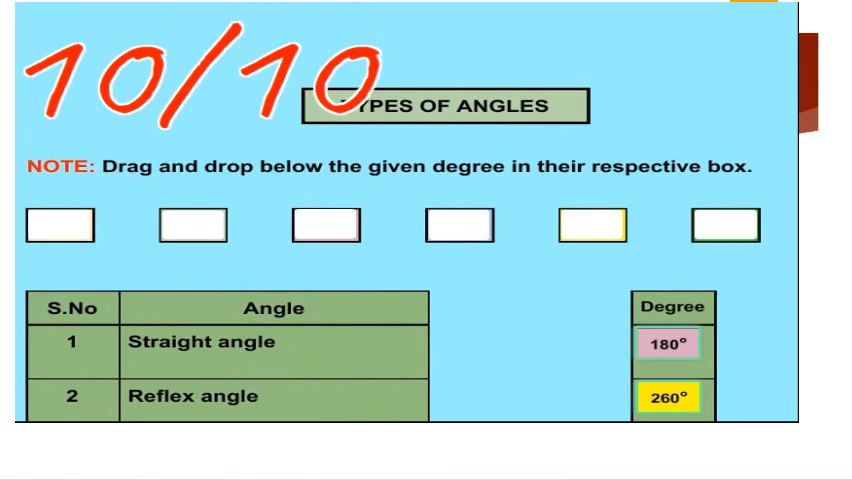 10/10
TYPES OF ANGLES
NOTE: Drag and drop below the given degree in their respective box.
S.No Angle Degree
1 Straight angle 180°
2 Reflex angle 260°